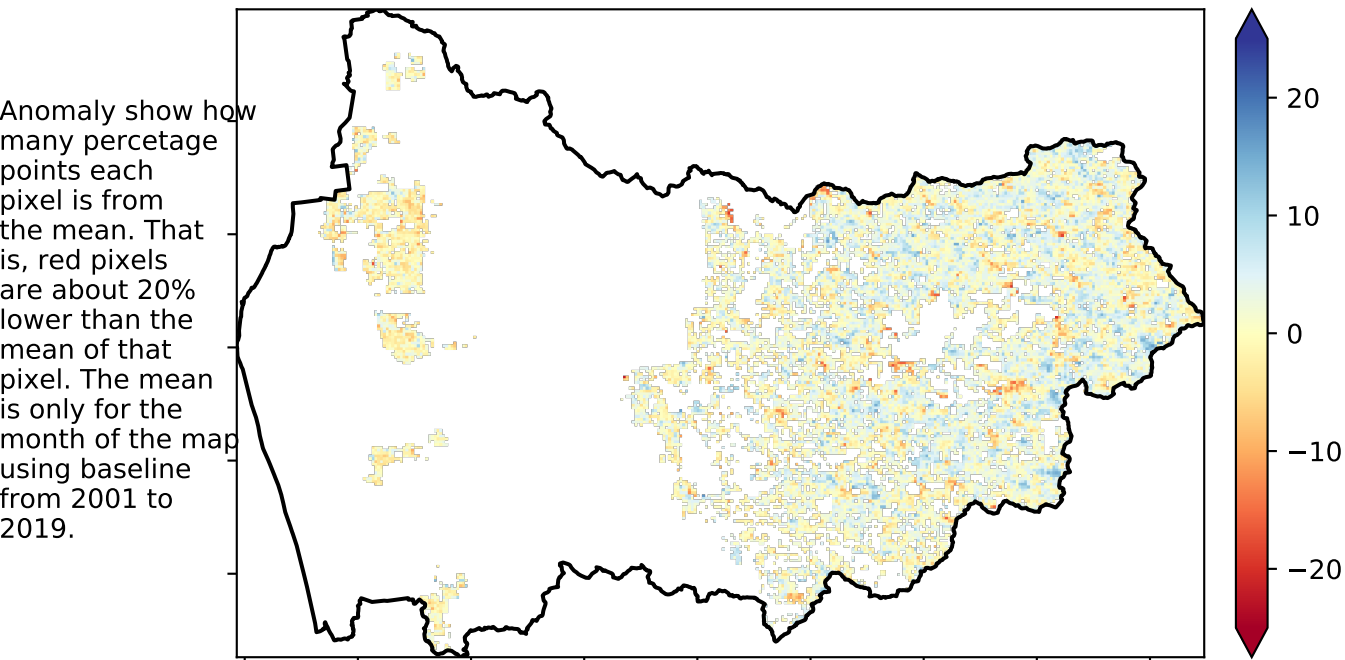 Anomaly show how
many percetage
points each
pixel is from
the mean. That
is, red pixels
are about 20%
lower than the
mean of that
pixel. The mean
is only for the
month of the map
using baseline
from 2001 to
2019.
20
10
0
−10
−20